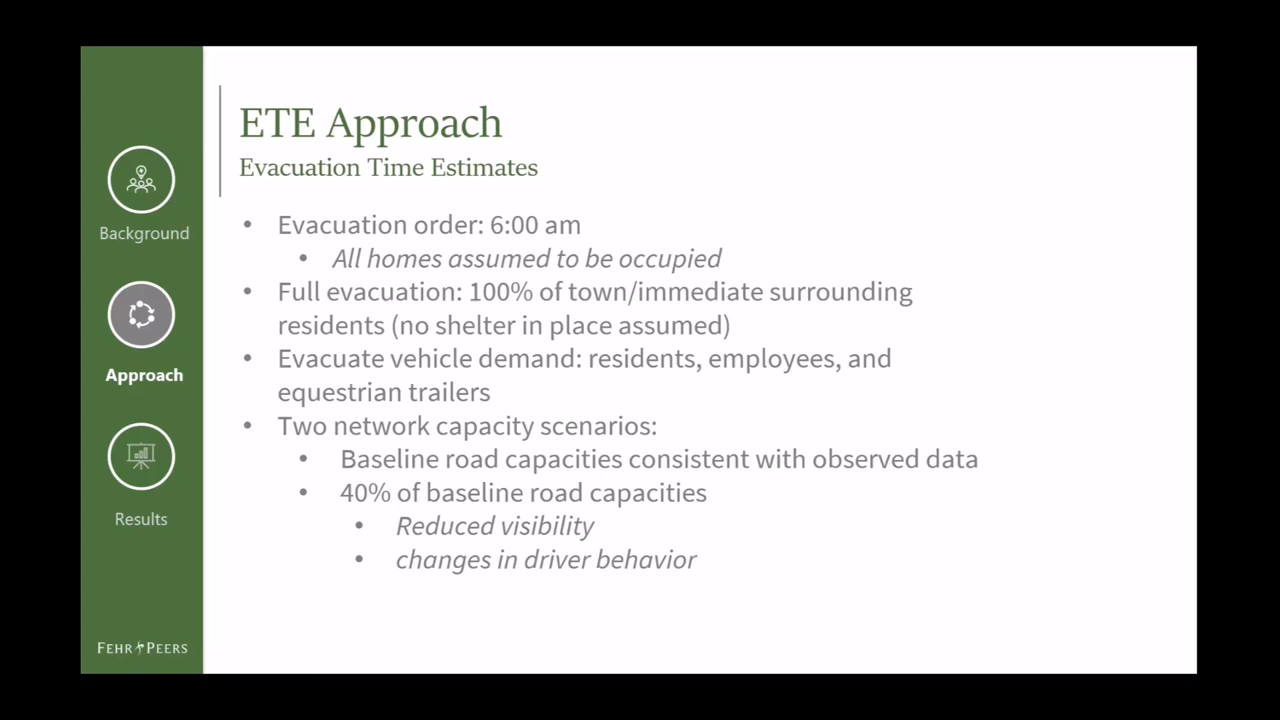 Background
Approach
Results
FEHR PEERS
ETE Approach
Evacuation Time Estimates
• Evacuation order: 6:00 am
• All homes assumed to be occupied
• Full evacuation: 100% of town/immediate surrounding
residents (no shelter in place assumed)
• Evacuate vehicle demand: residents, employees, and
equestrian trailers
• Two network capacity scenarios:
• Baseline road capacities consistent with observed data
• 40% of baseline road capacities
• Reduced visibility
• changes in driver behavior